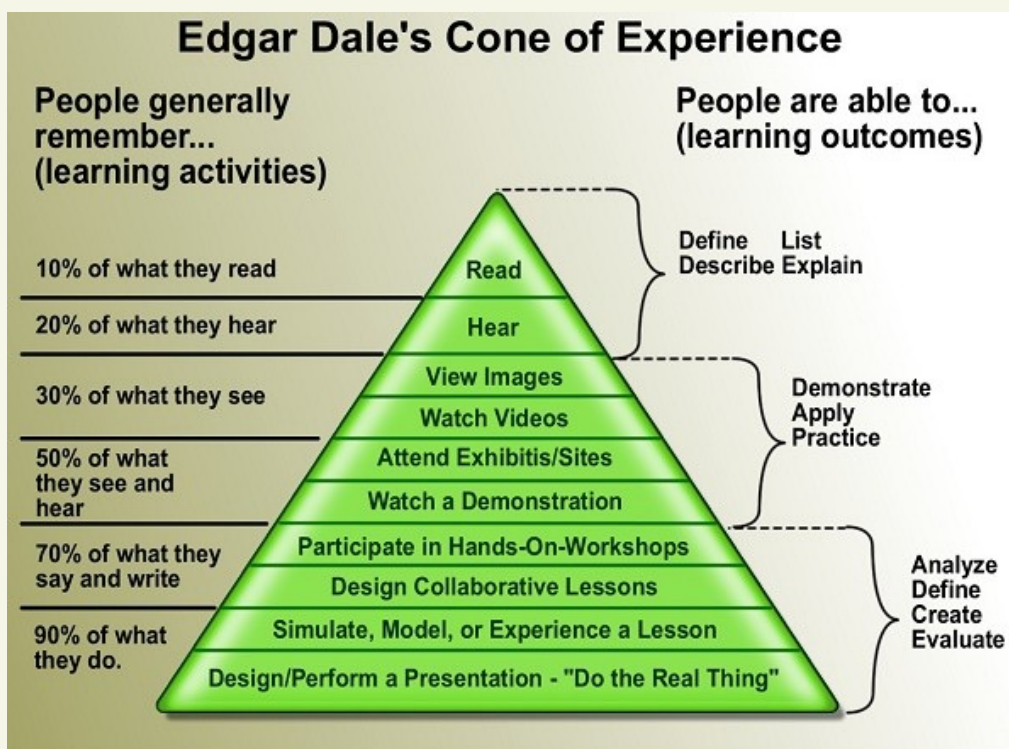 Edgar Dale's Cone of Experience
People generally
remember...
(learning activities)
People are able to...
(learning outcomes)
10% of what they read
20% of what they hear
30% of what they see
50% of what
they see and
hear
70% of what they
say and write
90% of what
they do.
Read
Hear
View Images
Watch Videos
Attend Exhibitis/Sites
Watch a Demonstration
Participate in Hands-On-Workshops
Design Collaborative Lessons
Simulate, Model, or Experience a Lesson
Design/Perform a Presentation - "Do the Real Thing"
Define List
Describe Explain
Demonstrate
Apply
Practice
Analyze
Define
Create
Evaluate